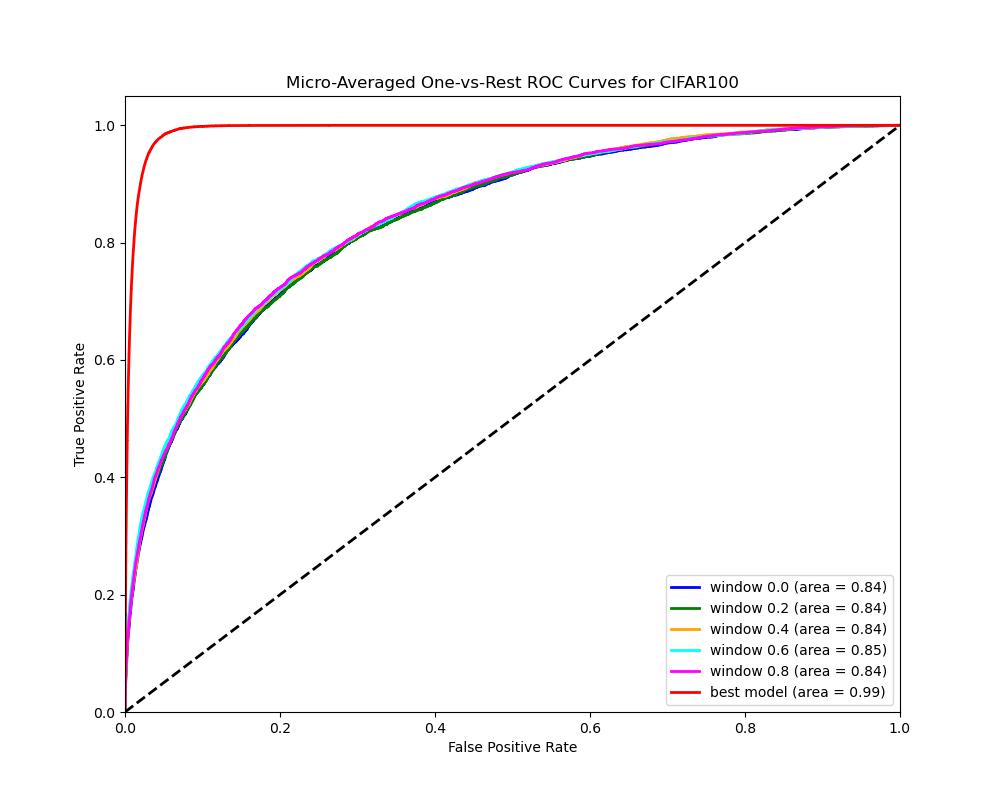 Micro-Averaged One-vs-Rest ROC Curves for CIFAR100
1.0
0.8
0.6
0.4
0.2
0.0
True Positive Rate
0.0 0.2 0.4 0.6 0.8 1.0
False Positive Rate
window 0.0 (area = 0.84)
window 0.2 (area = 0.84)
window 0.4 (area = 0.84)
window 0.6 (area = 0.85)
window 0.8 (area = 0.84)
best model (area = 0.99)